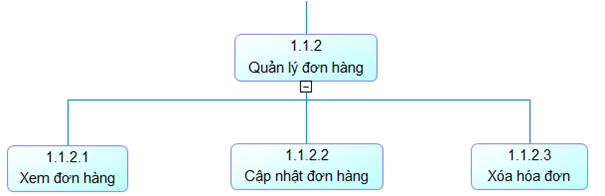 1.1.2
Quản lý đơn hàng
1.1.2.1
Xem đơn hàng
1.1.2.2
Cập nhật đơn hàng
1.1.2.3
Xóa hóa đơn